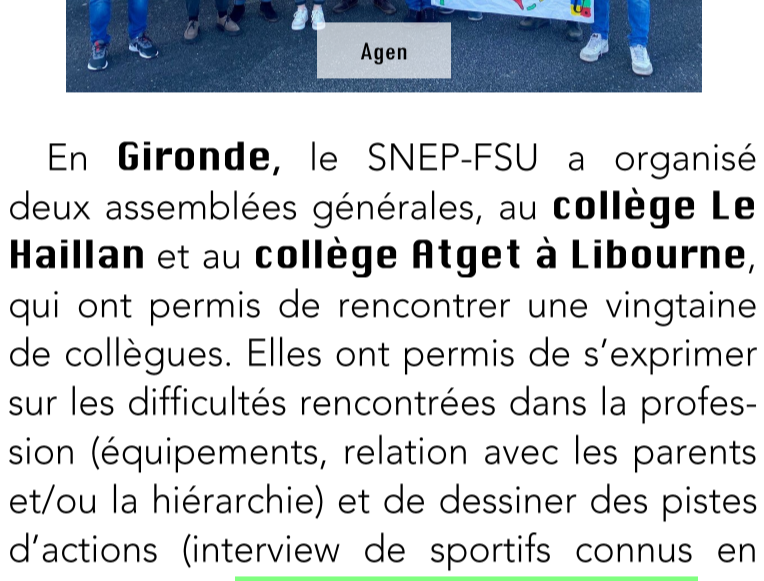 Agen
En Gironde, le SNEP-FSU a organisé
deux assemblées générales, au collège Le
Haillan et au collège Atget à Libourne,
qui ont permis de rencontrer une vingtaine
de collègues. Elles ont permis de s’exprimer
sur les difficultés rencontrées dans la profes-
sion (équipements, relation avec les parents
et/ou la hiérarchie) et de dessiner des pistes
d’actions (interview de sportifs connus en